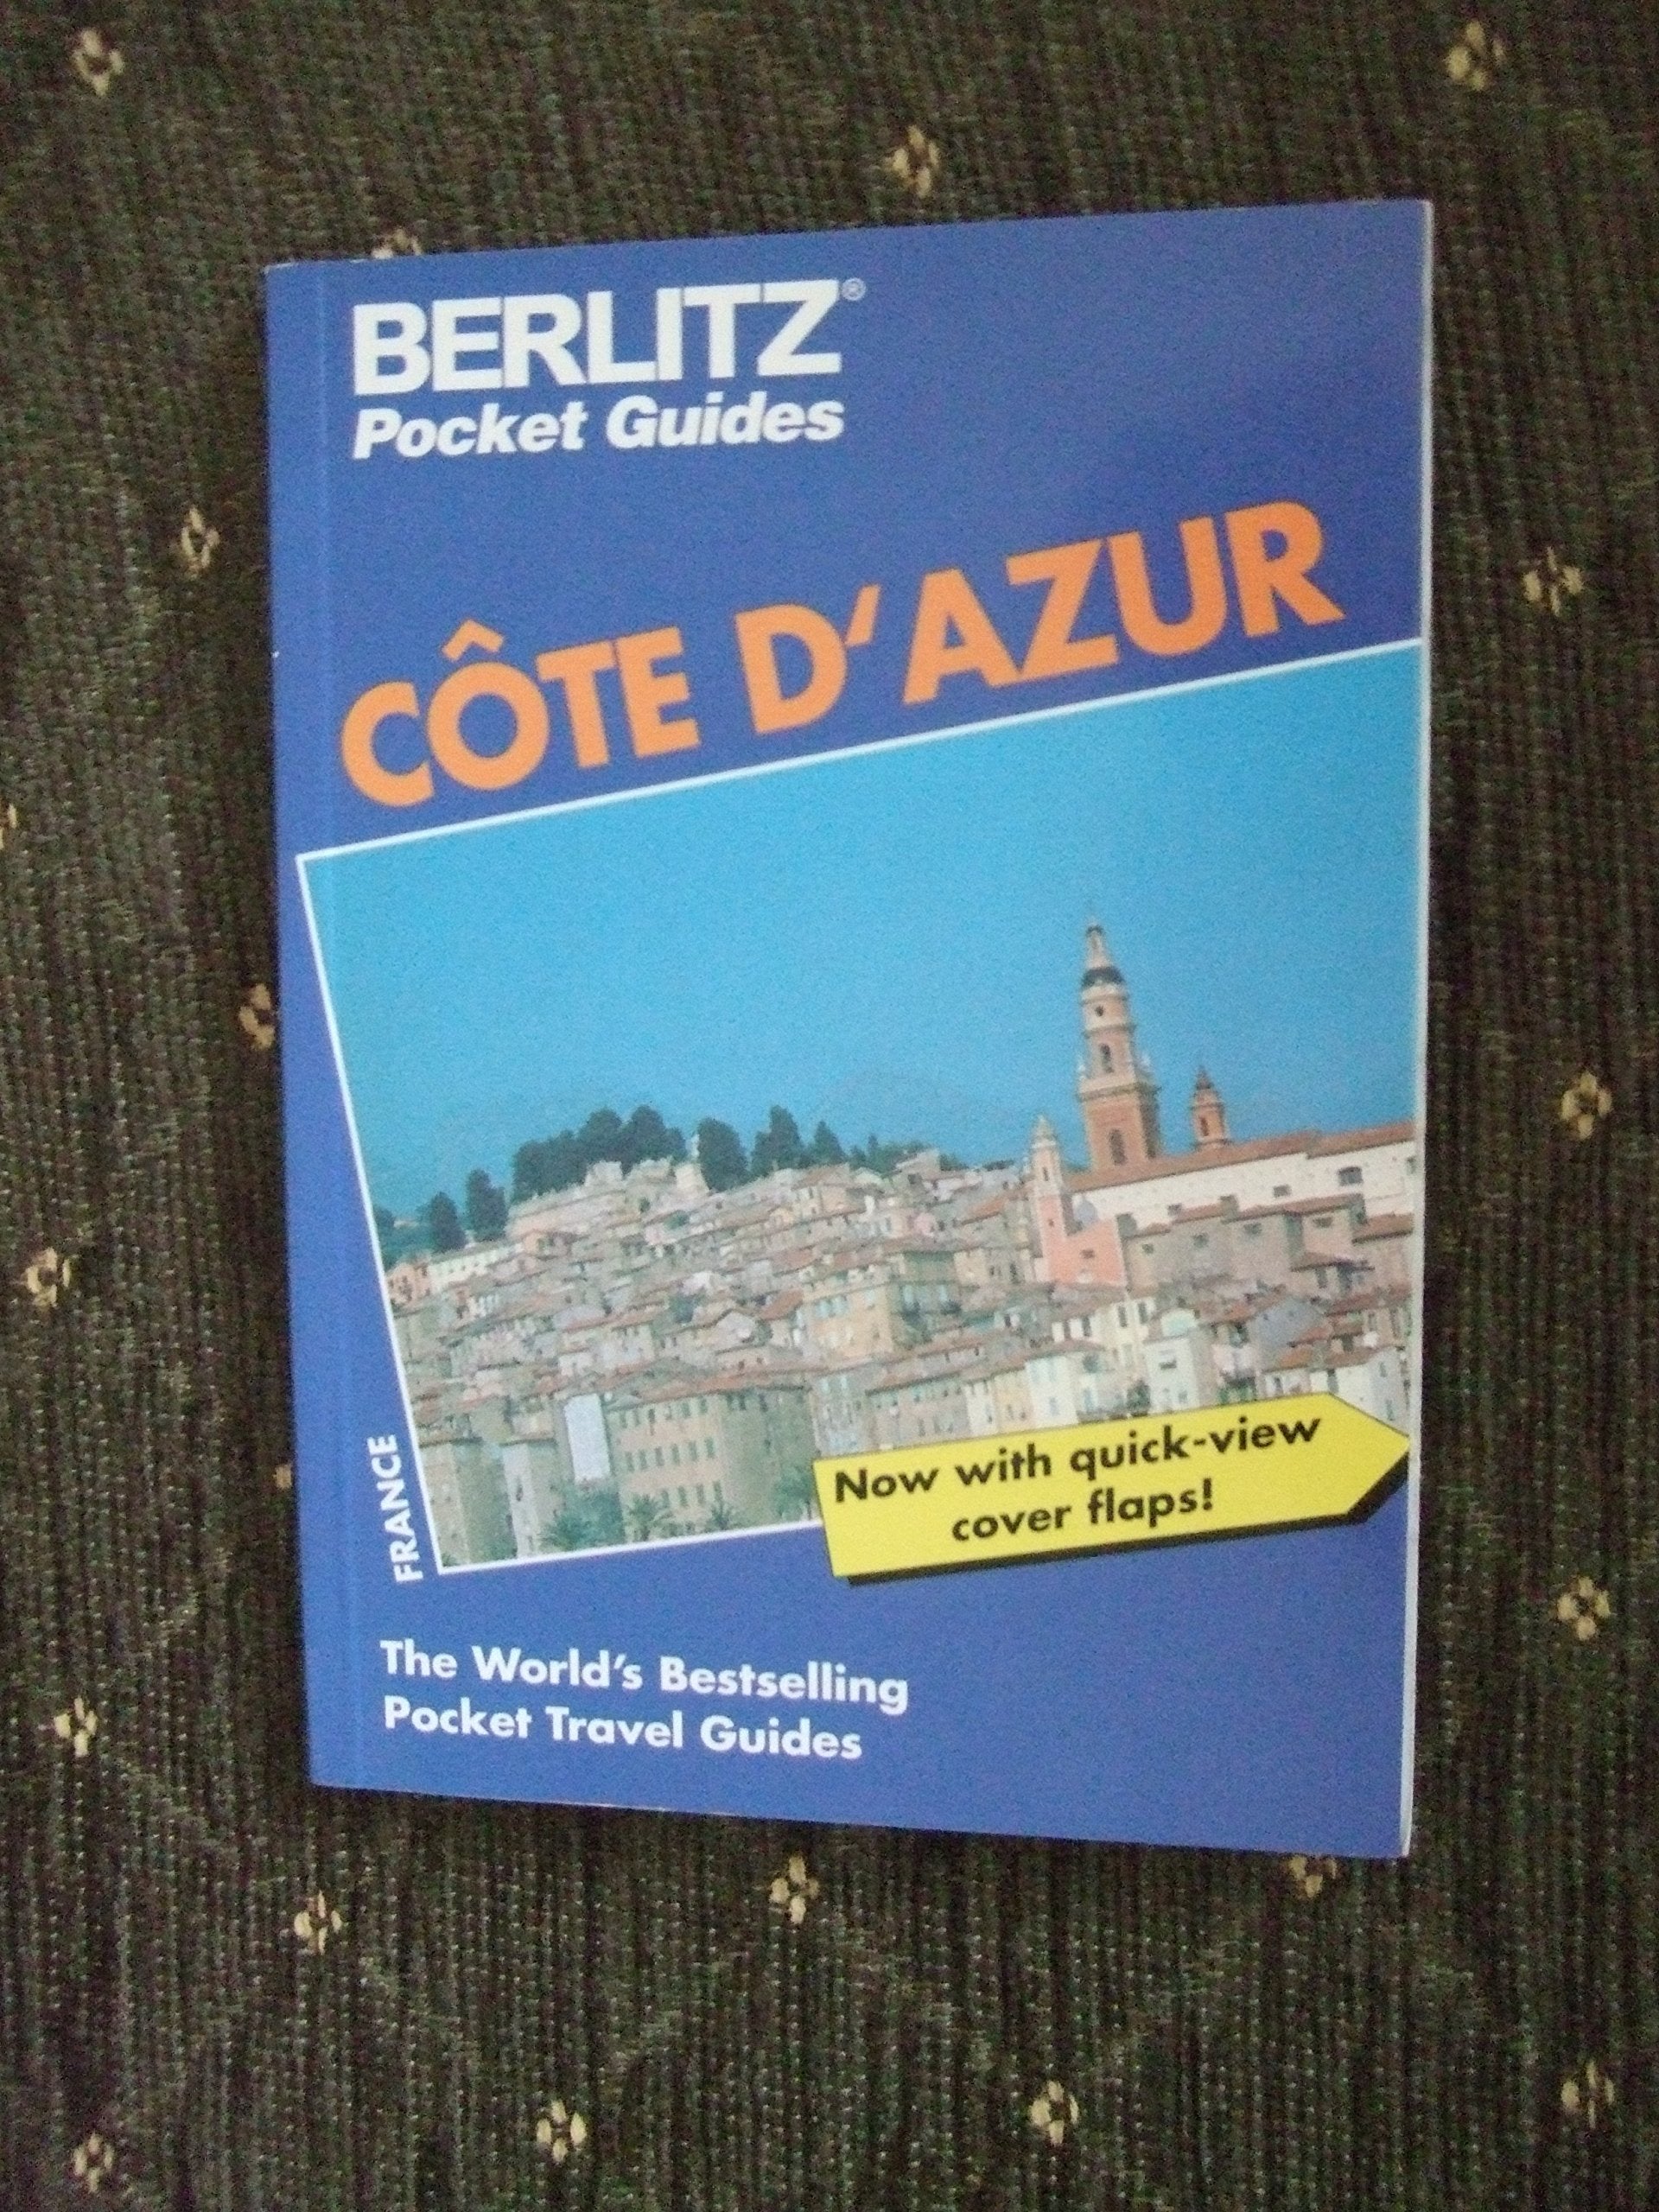 BERLITZ®
Pocket Guides
CÔTE D'AZUR
FRANCE
Now with quick-view
cover flaps!
The World's Bestselling
Pocket Travel Guides